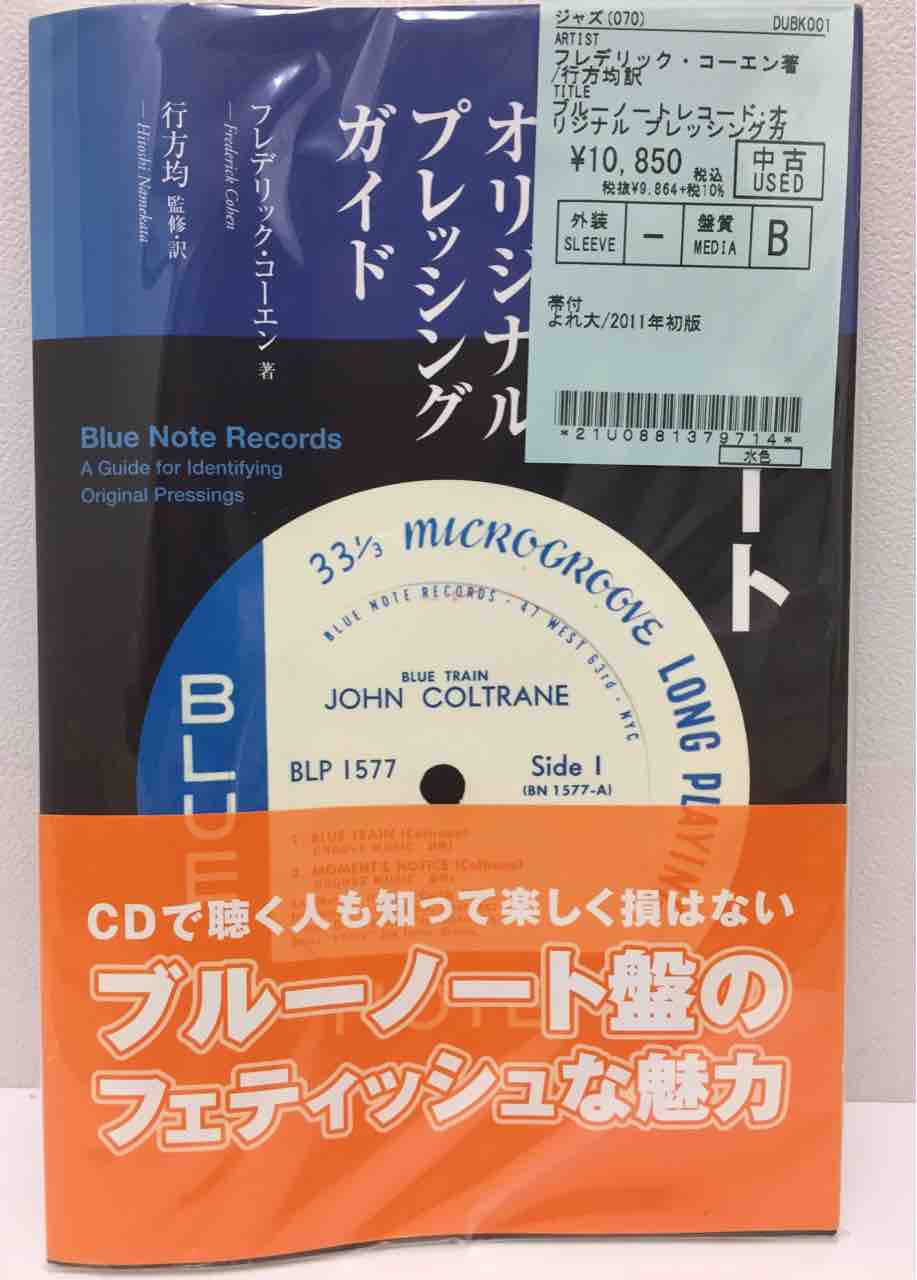 ジャズ(070) DUBK001
ARTIST
フレデリック・コーエン著
/行方均訳
TITLE
ブルーノートレコード・オ
リジナル プレッシングガ
¥10,850 税込
税抜¥9,864+税10%
中古
USED
外装
SLEEVE
ー
盤質
MEDIA
B
帯付
よれ大/2011年初版
*21U0881379714*
水色
ート
オリジナル
プレッシング
ガイド
フレデリック・コーエン 著
—Frederick Cohen
行方均 監修・訳
—Hitoshi Namekata
Blue Note Records
A Guide for Identifying
Original Pressings
33⅓ MICROGROOVE LONG PLAYIN
BLUE NOTE RECORDS · 47 WEST 63rd · NYC
BLUE TRAIN
JOHN COLTRANE
BLP 1577
Side 1
(BN 1577-A)
BLUE
1. BLUE TRAIN (Coltrane)
2. MOMENT'S NOTICE (Coltrane)
CDで聴く人も知って楽しく損はない
ブルーノート盤の
フェティッシュな魅力